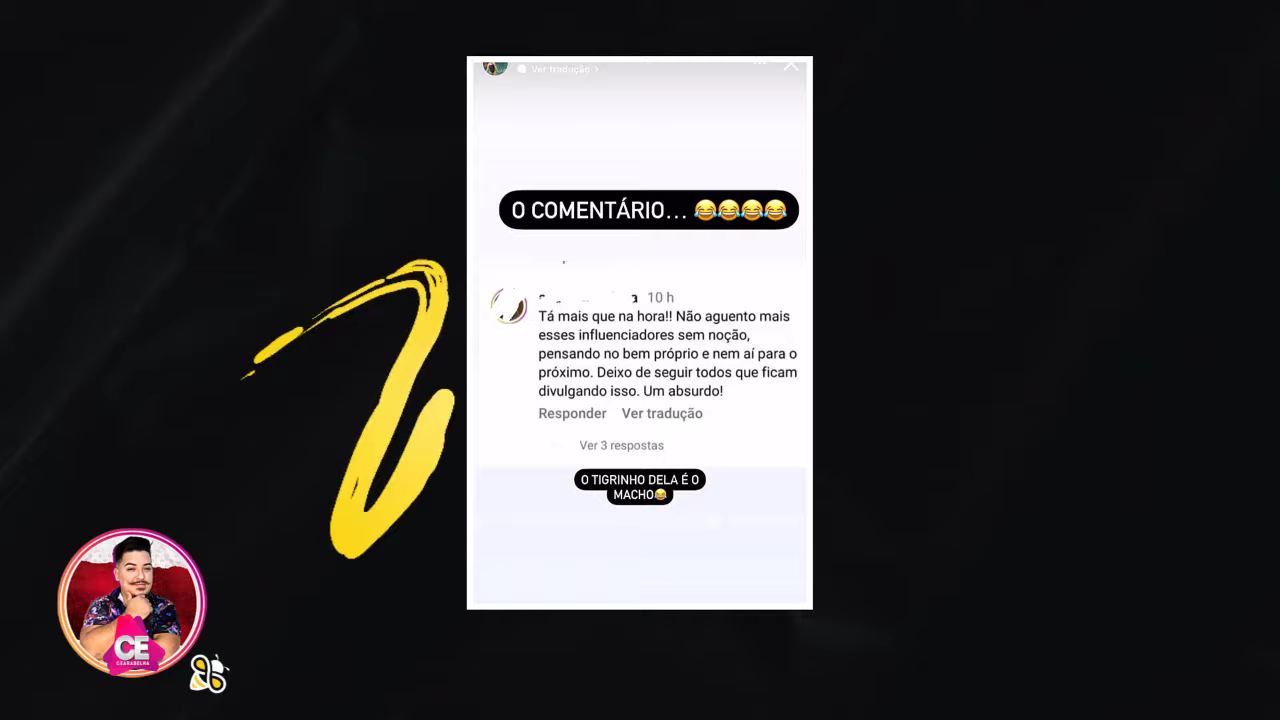 Ver tradução >
O COMENTÁRIO... 😂😂😂😂
10 h
Tá mais que na hora!! Não aguento mais
esses influenciadores sem noção,
pensando no bem próprio e nem aí para o
próximo. Deixo de seguir todos que ficam
divulgando isso. Um absurdo!
Responder Ver tradução
Ver 3 respostas
O TIGRINHO DELA É O
MACHO😂
CE
CEARABELHA